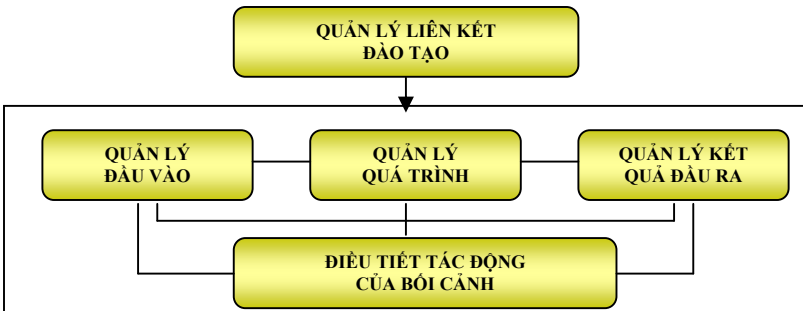 QUẢN LÝ LIÊN KẾT
ĐÀO TẠO
QUẢN LÝ
ĐẦU VÀO
QUẢN LÝ
QUÁ TRÌNH
QUẢN LÝ KẾT
QUẢ ĐẦU RA
ĐIỀU TIẾT TÁC ĐỘNG
CỦA BỐI CẢNH